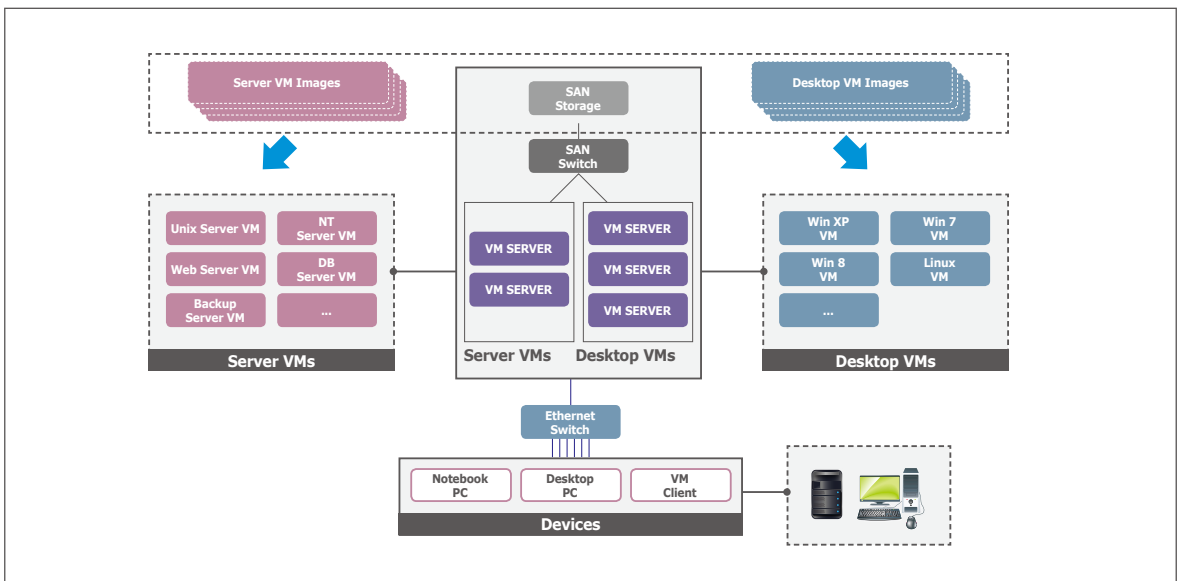 Server VM Images
SAN
Storage
Desktop VM Images
SAN
Switch
Unix Server VM
NT
Server VM
Web Server VM
DB
Server VM
Backup
Server VM
...
Server VMs
VM SERVER
VM SERVER
Server VMs
VM SERVER
VM SERVER
VM SERVER
Desktop VMs
Win XP
VM
Win 7
VM
Win 8
VM
Linux
VM
...
Desktop VMs
Ethernet
Switch
Notebook
PC
Desktop
PC
VM
Client
Devices